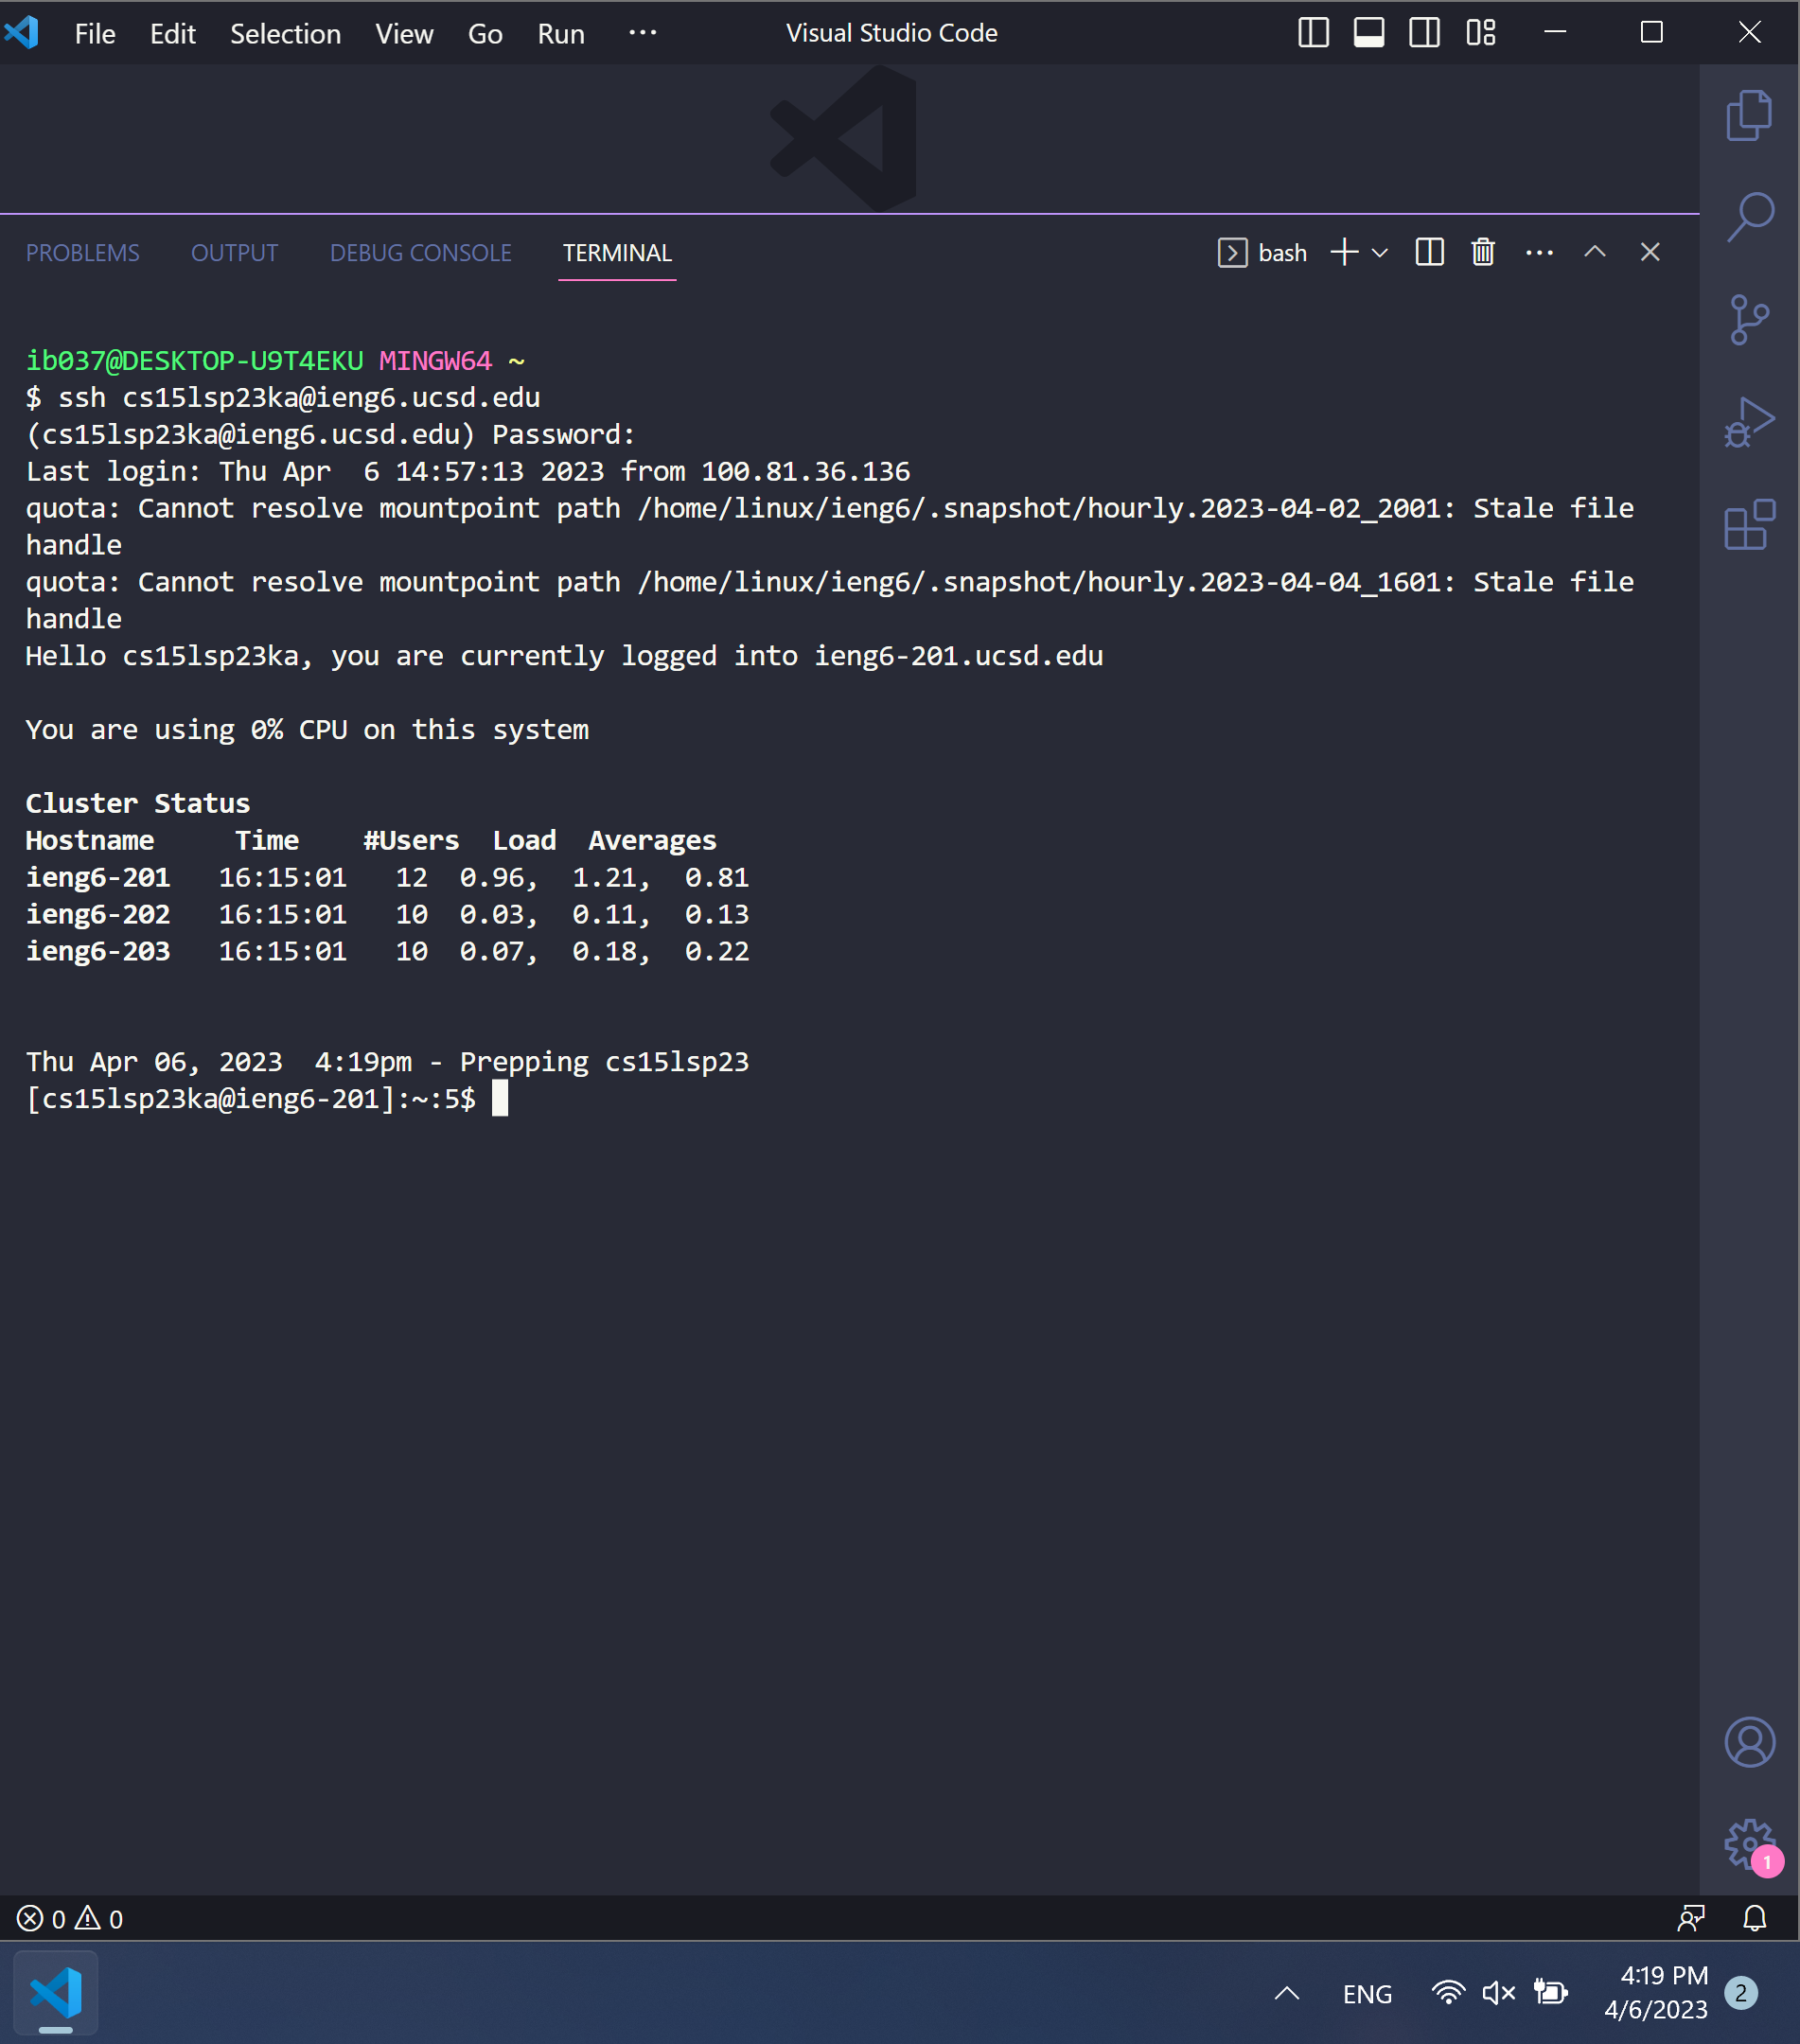 File Edit Selection View Go Run ··· Visual Studio Code
PROBLEMS OUTPUT DEBUG CONSOLE TERMINAL bash
ib037@DESKTOP-U9T4EKU MINGW64 ~
$ ssh cs15lsp23ka@ieng6.ucsd.edu
(cs15lsp23ka@ieng6.ucsd.edu) Password:
Last login: Thu Apr  6 14:57:13 2023 from 100.81.36.136
quota: Cannot resolve mountpoint path /home/linux/ieng6/.snapshot/hourly.2023-04-02_2001: Stale file
handle
quota: Cannot resolve mountpoint path /home/linux/ieng6/.snapshot/hourly.2023-04-04_1601: Stale file
handle
Hello cs15lsp23ka, you are currently logged into ieng6-201.ucsd.edu
You are using 0% CPU on this system
Cluster Status
Hostname     Time    #Users  Load  Averages
ieng6-201   16:15:01   12  0.96,  1.21,  0.81
ieng6-202   16:15:01   10  0.03,  0.11,  0.13
ieng6-203   16:15:01   10  0.07,  0.18,  0.22
Thu Apr 06, 2023  4:19pm - Prepping cs15lsp23
[cs15lsp23ka@ieng6-201]:~:5$
1
0 0
ENG
4:19 PM
4/6/2023
2